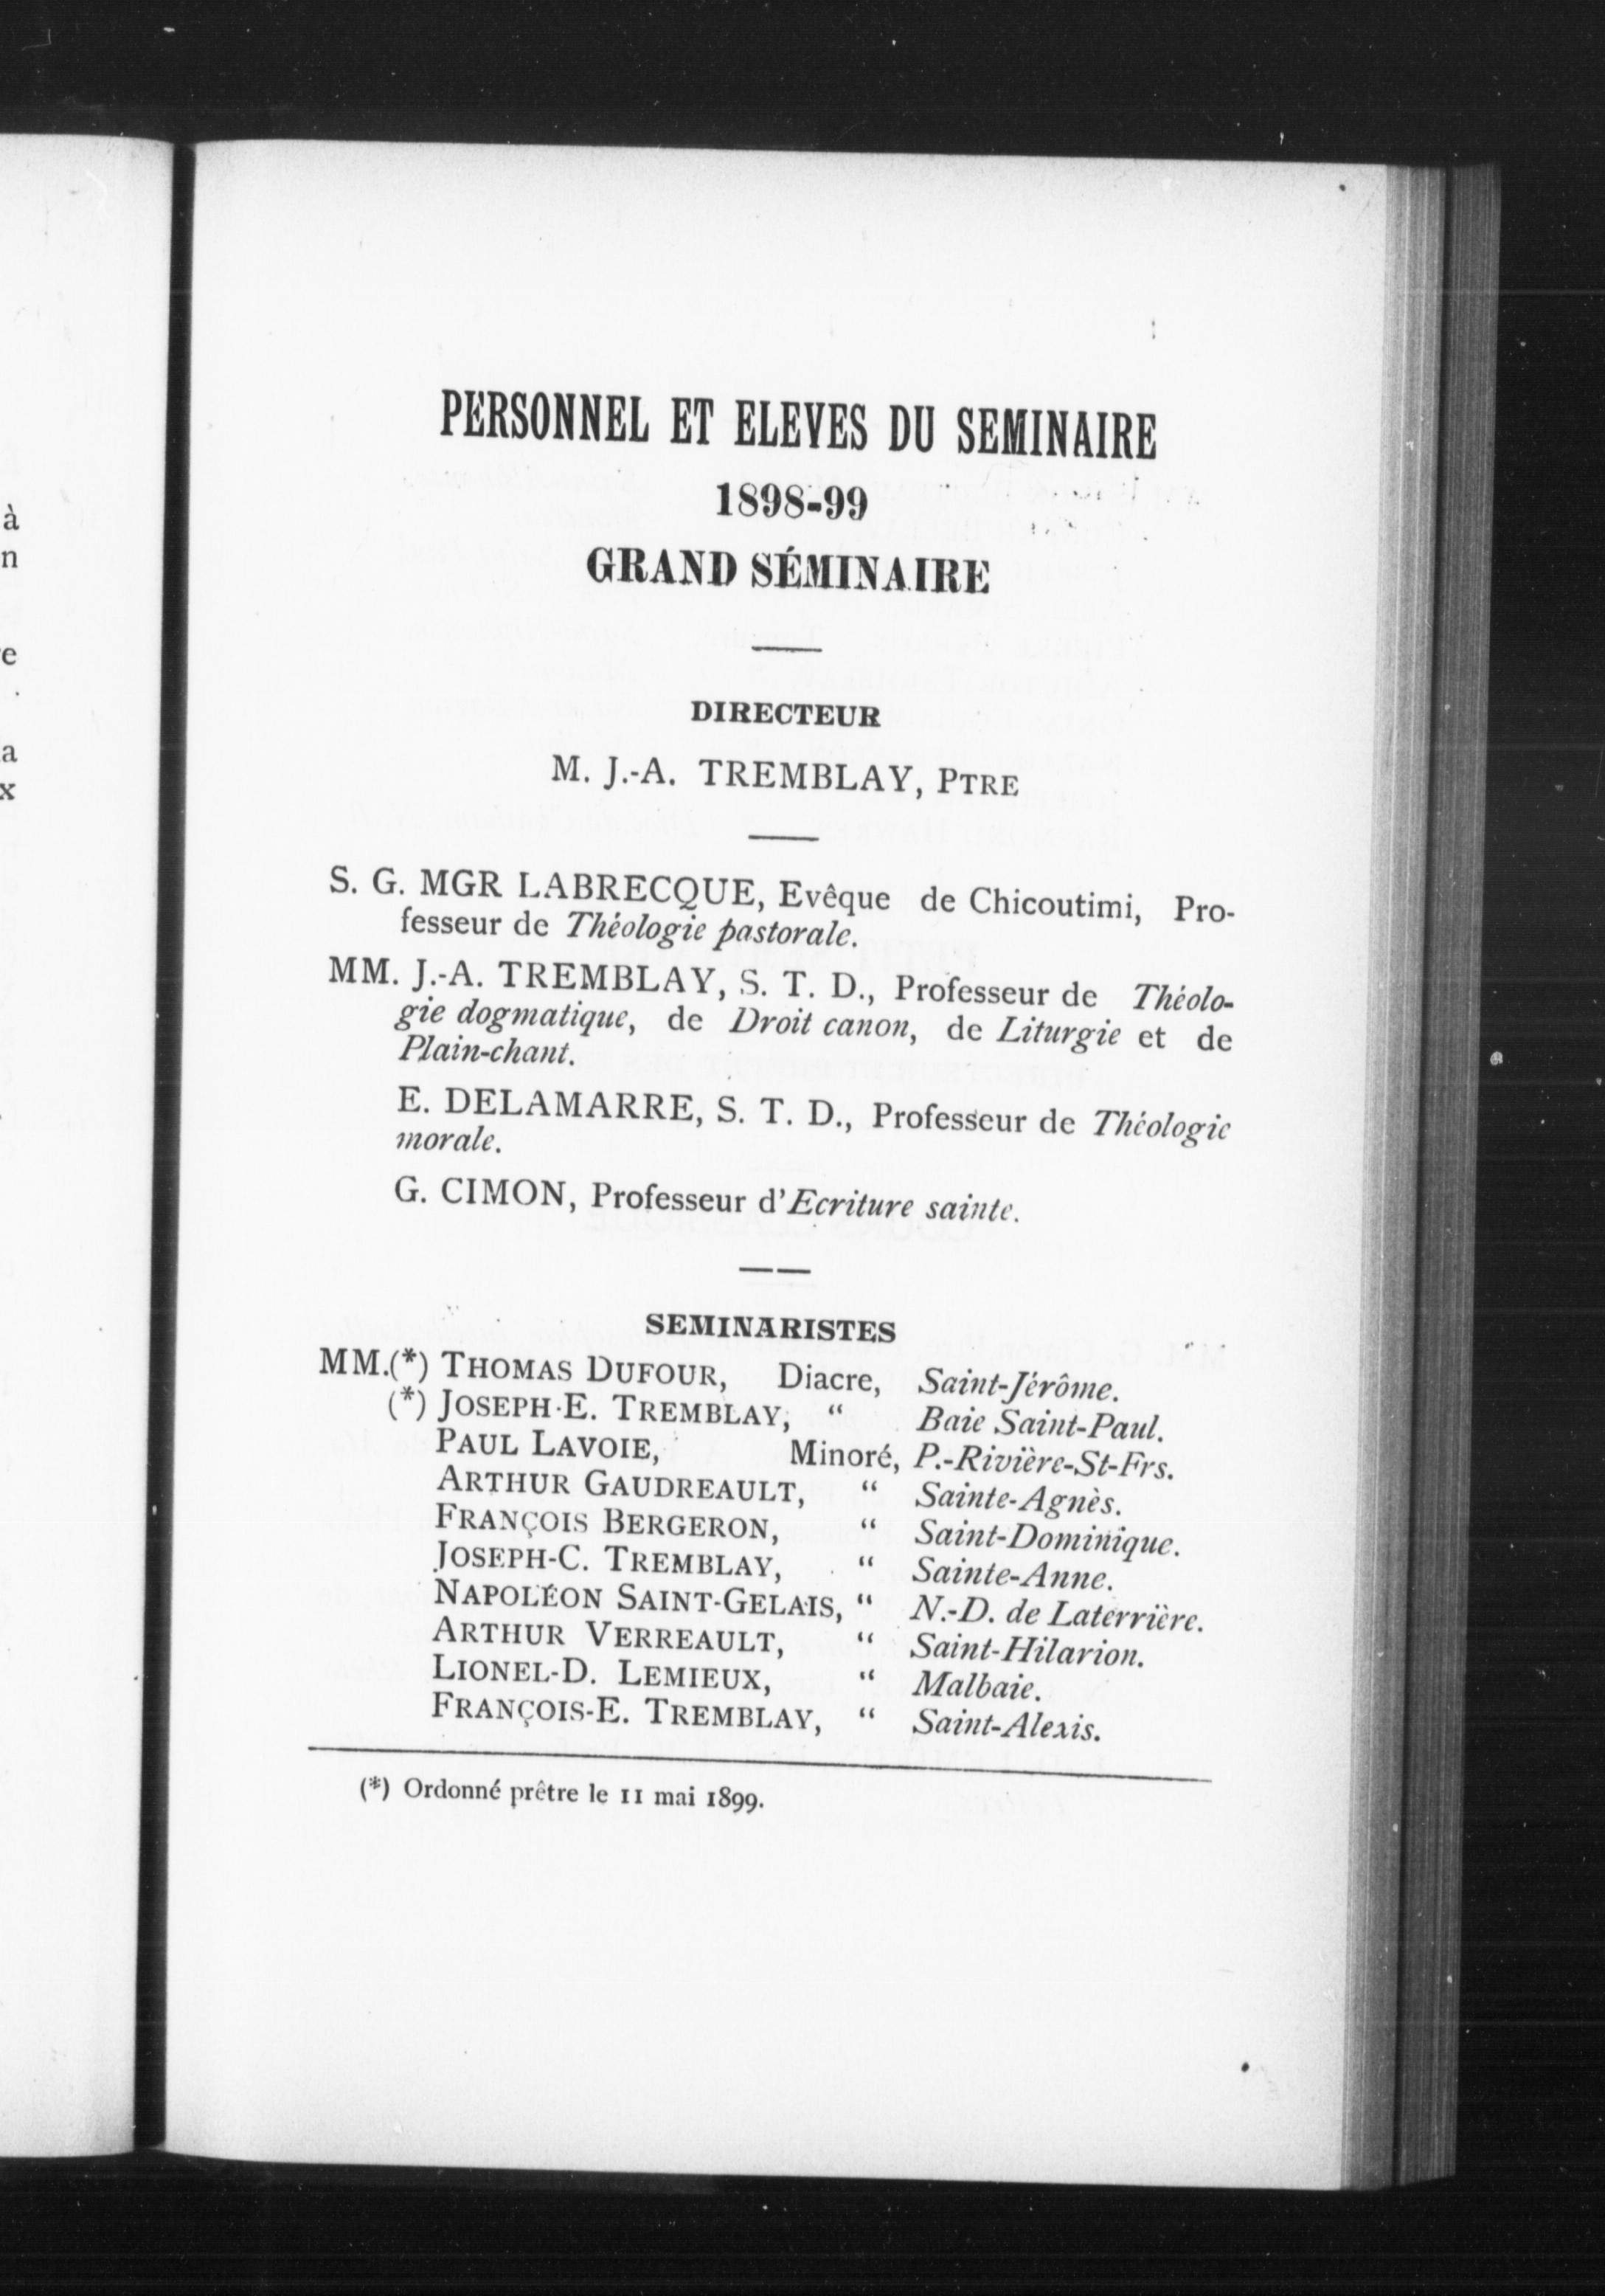 à
n
e
a
x
PERSONNEL ET ELEVES DU SEMINAIRE
1898-99
GRAND SÉMINAIRE
DIRECTEUR
M. J.-A. TREMBLAY, PTRE
S. G. MGR LABRECQUE, Evêque de Chicoutimi, Pro-
fesseur de Théologie pastorale.
MM. J.-A. TREMBLAY, S. T. D., Professeur de Théolo-
gie dogmatique, de Droit canon, de Liturgie et de
Plain-chant.
E. DELAMARRE, S. T. D., Professeur de Théologie
morale.
G. CIMON, Professeur d'Ecriture sainte.
SEMINARISTES
MM.(*) THOMAS DUFOUR, Diacre, Saint-Jérôme.
(*) JOSEPH-E. TREMBLAY, " Baie Saint-Paul.
PAUL LAVOIE, Minoré, P.-Rivière-St-Frs.
ARTHUR GAUDREAULT, " Sainte-Agnès.
FRANÇOIS BERGERON, " Saint-Dominique.
JOSEPH-C. TREMBLAY, " Sainte-Anne.
NAPOLÉON SAINT-GELAIS, " N.-D. de Laterrière.
ARTHUR VERREAULT, " Saint-Hilarion.
LIONEL-D. LEMIEUX, " Malbaie.
FRANÇOIS-E. TREMBLAY, " Saint-Alexis.
(*) Ordonné prêtre le 11 mai 1899.